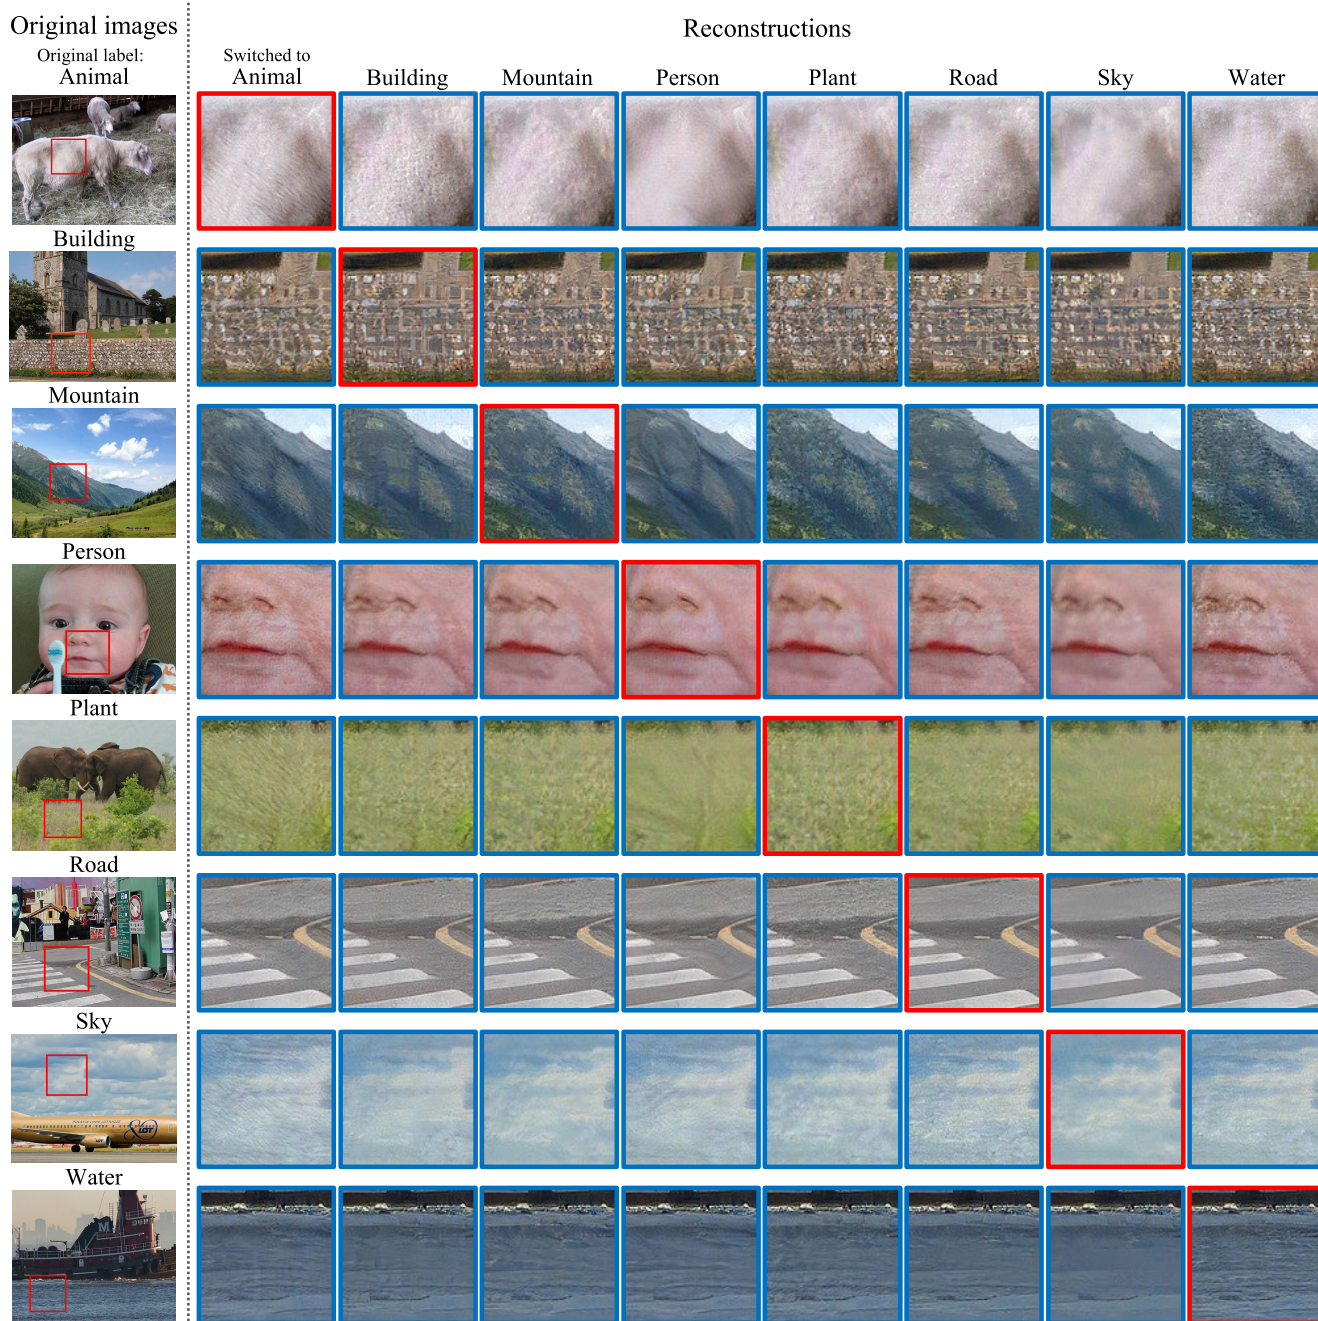 Original images
Reconstructions
Original label:
Animal
Switched to
Animal
Building
Mountain
Person
Plant
Road
Sky
Water
Building
Mountain
Person
Plant
Road
Sky
LOT
Water
M